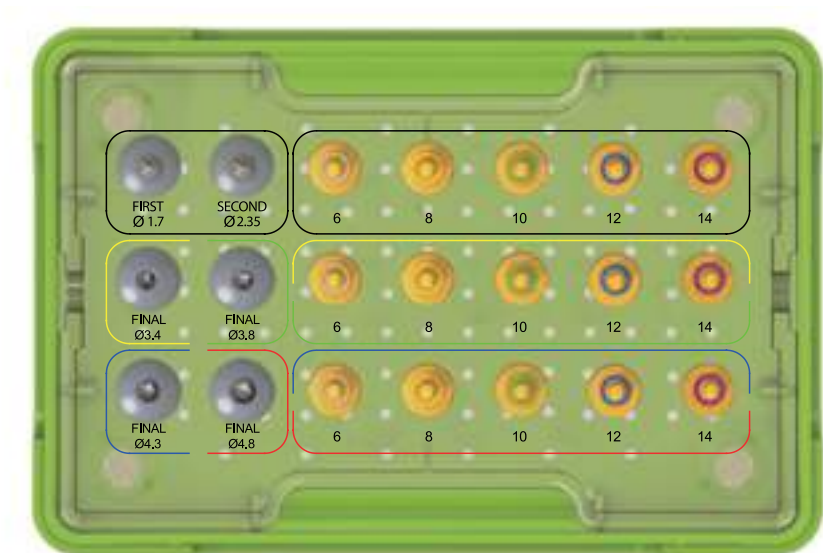 FIRST SECOND
Ø 1.7 Ø 2.35 6 8 10 12 14
FINAL FINAL
Ø3.4 Ø3.8 6 8 10 12 14
FINAL FINAL
Ø4.3 Ø4.8 6 8 10 12 14